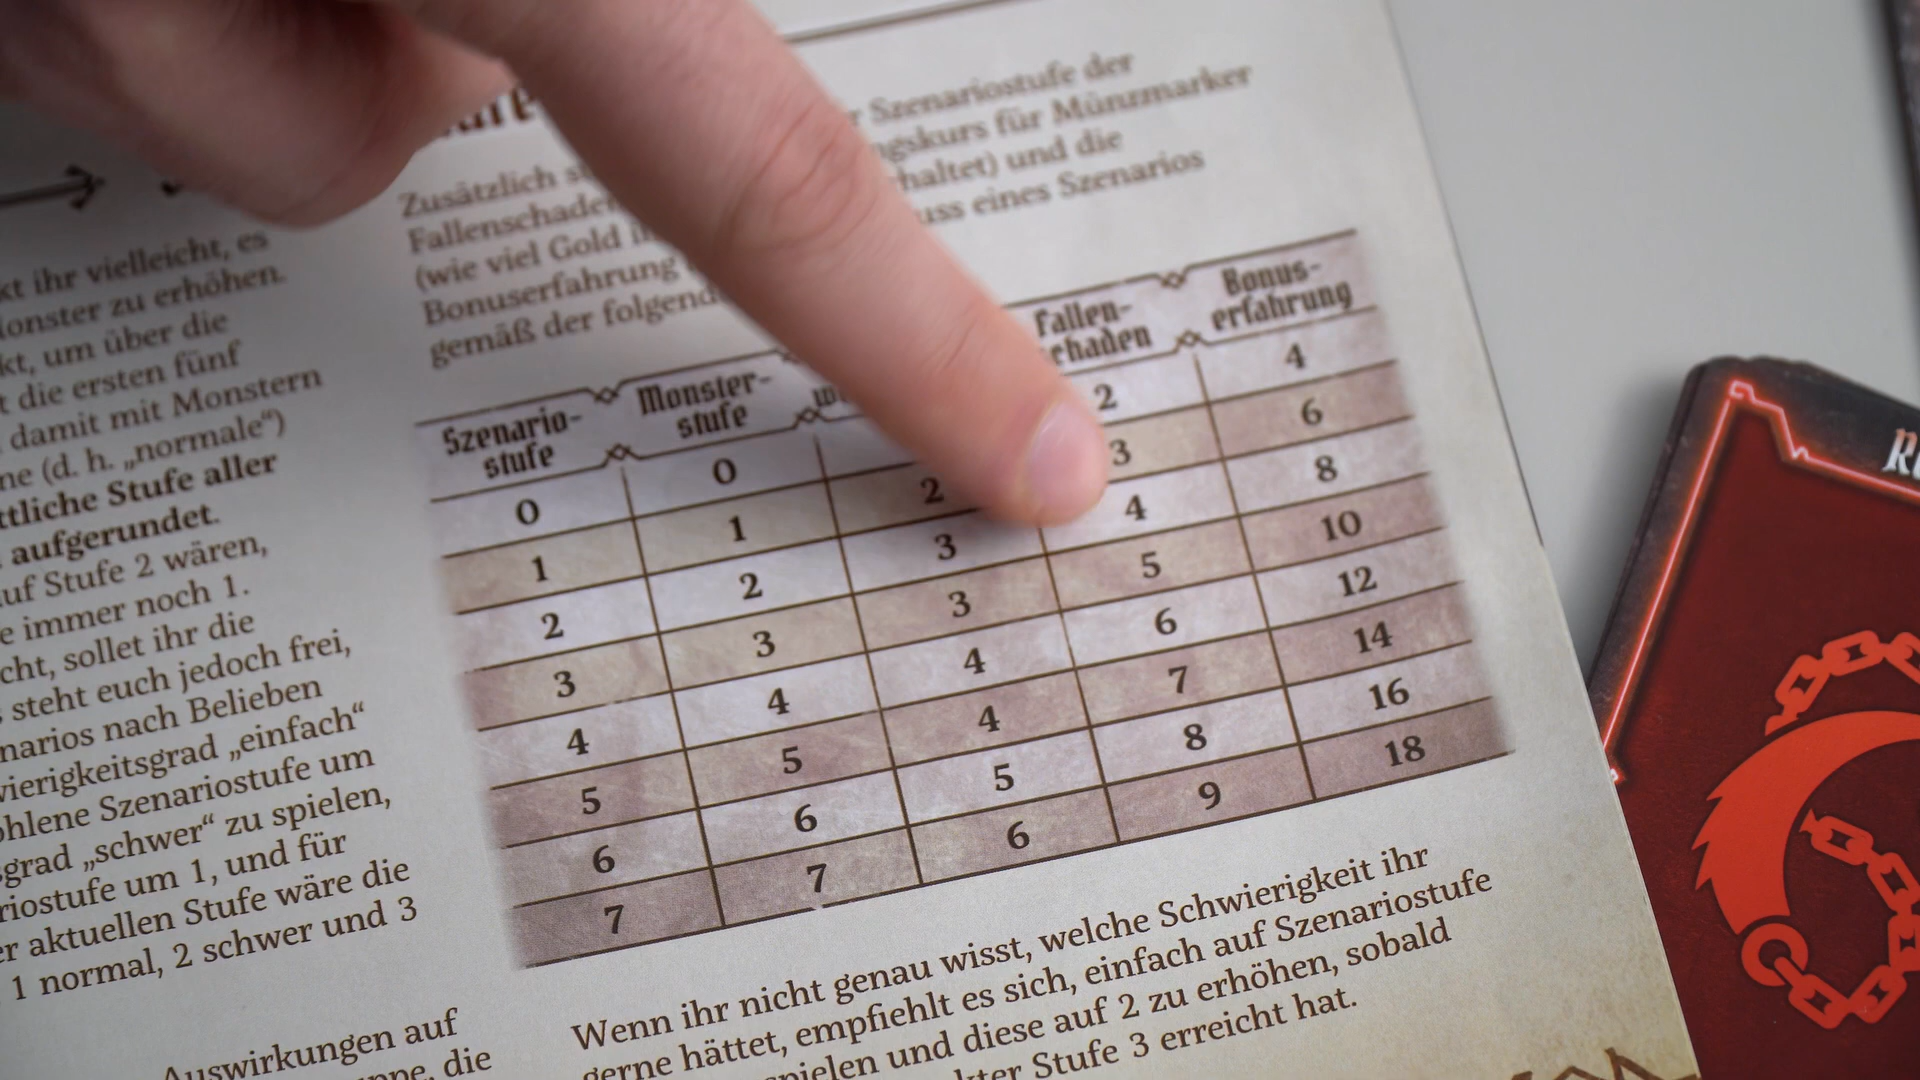 kt ihr vielleicht, es
onster zu erhöhen.
kt, um über die
t die ersten fünf
damit mit Monstern
ne (d. h. „normale“)
ttliche Stufe aller
aufgerundet.
uf Stufe 2 wären,
e immer noch 1.
cht, sollet ihr die
steht euch jedoch frei,
narios nach Belieben
wierigkeitsgrad „einfach“
ohlene Szenariostufe um
sgrad „schwer“ zu spielen,
riostufe um 1, und für
er aktuellen Stufe wäre die
1 normal, 2 schwer und 3
Auswirkungen auf
ppe, die
Zusätzlich Szenariostufe der
Fallenschaden ngskurs für Münzmarker
(wie viel Gold haltet) und die
Bonuserfahrung uss eines Szenarios
gemäß der folgend
Szenario-stufe Monster-stufe Fallen-schaden Bonus-erfahrung
0 0 2 4
1 1 2 3 6
2 2 3 4 8
3 3 3 5 10
4 4 4 6 12
5 5 4 7 14
6 6 5 8 16
7 7 6 9 18
Wenn ihr nicht genau wisst, welche Schwierigkeit ihr
gerne hättet, empfiehlt es sich, einfach auf Szenariostufe
spielen und diese auf 2 zu erhöhen, sobald
kter Stufe 3 erreicht hat.